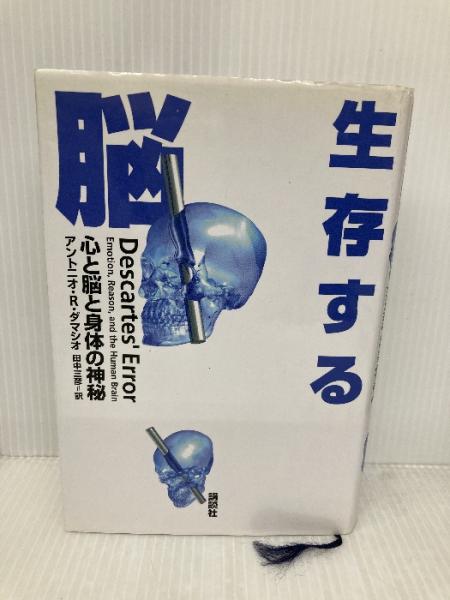 生存する
脳
Descartes' Error
Emotion, Reason, and the Human Brain
心と脳と身体の神秘
アントニオ・R・ダマシオ 田中三彦=訳
講談社